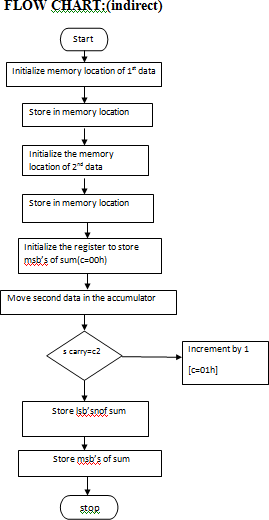 FLOW CHART:(indirect)
Start
Initialize memory location of 1st data
Store in memory location
Initialize the memory
location of 2nd data
Store in memory location
Initialize the register to store
msb's of sum(c=00h)
Move second data in the accumulator
s carry=c2
Increment by 1
[c=01h]
Store lsb'snof sum
Store msb's of sum
stop